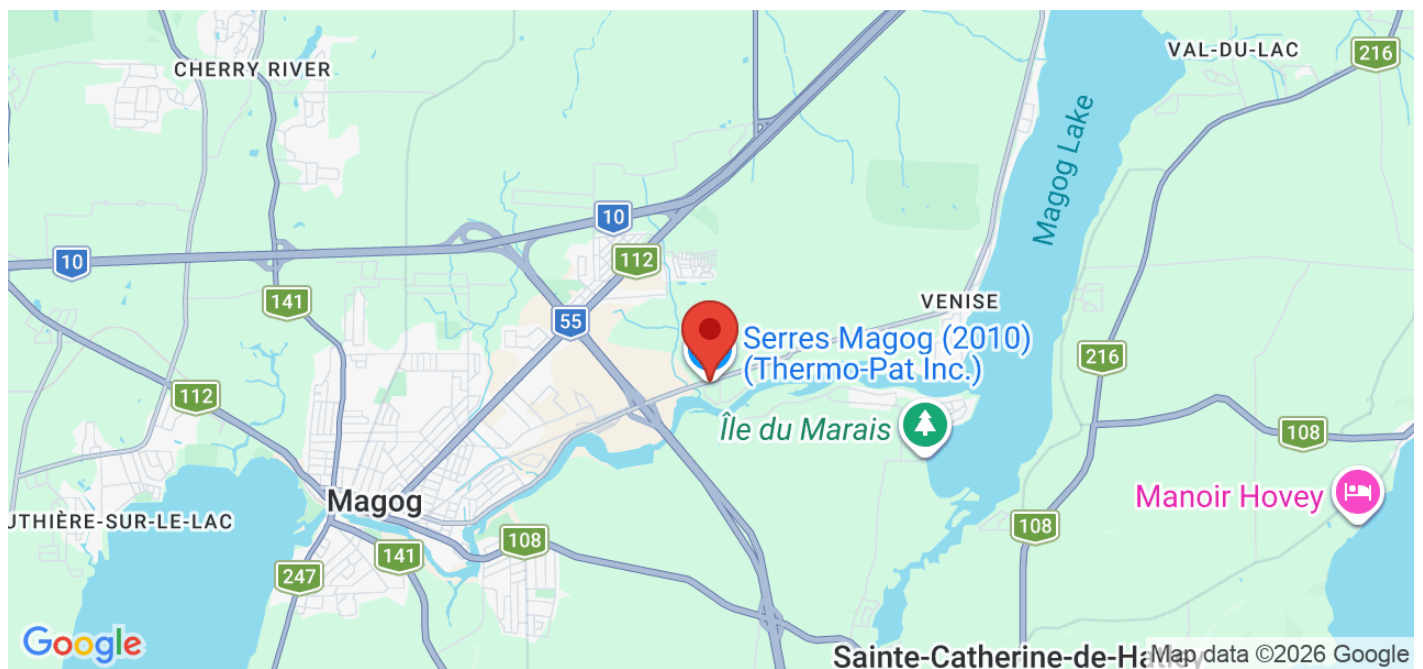 CHERRY RIVER
VAL-DU-LAC
216
Magog Lake
10
112
10
141
VENISE
55
Serres Magog (2010)
(Thermo-Pat Inc.)
216
112
Île du Marais
108
Magog
Manoir Hovey
UTHIÈRE-SUR-LE-LAC
108
108
141
247
Google
Sainte-Catherine-de-Hatley
Map data ©2026 Google